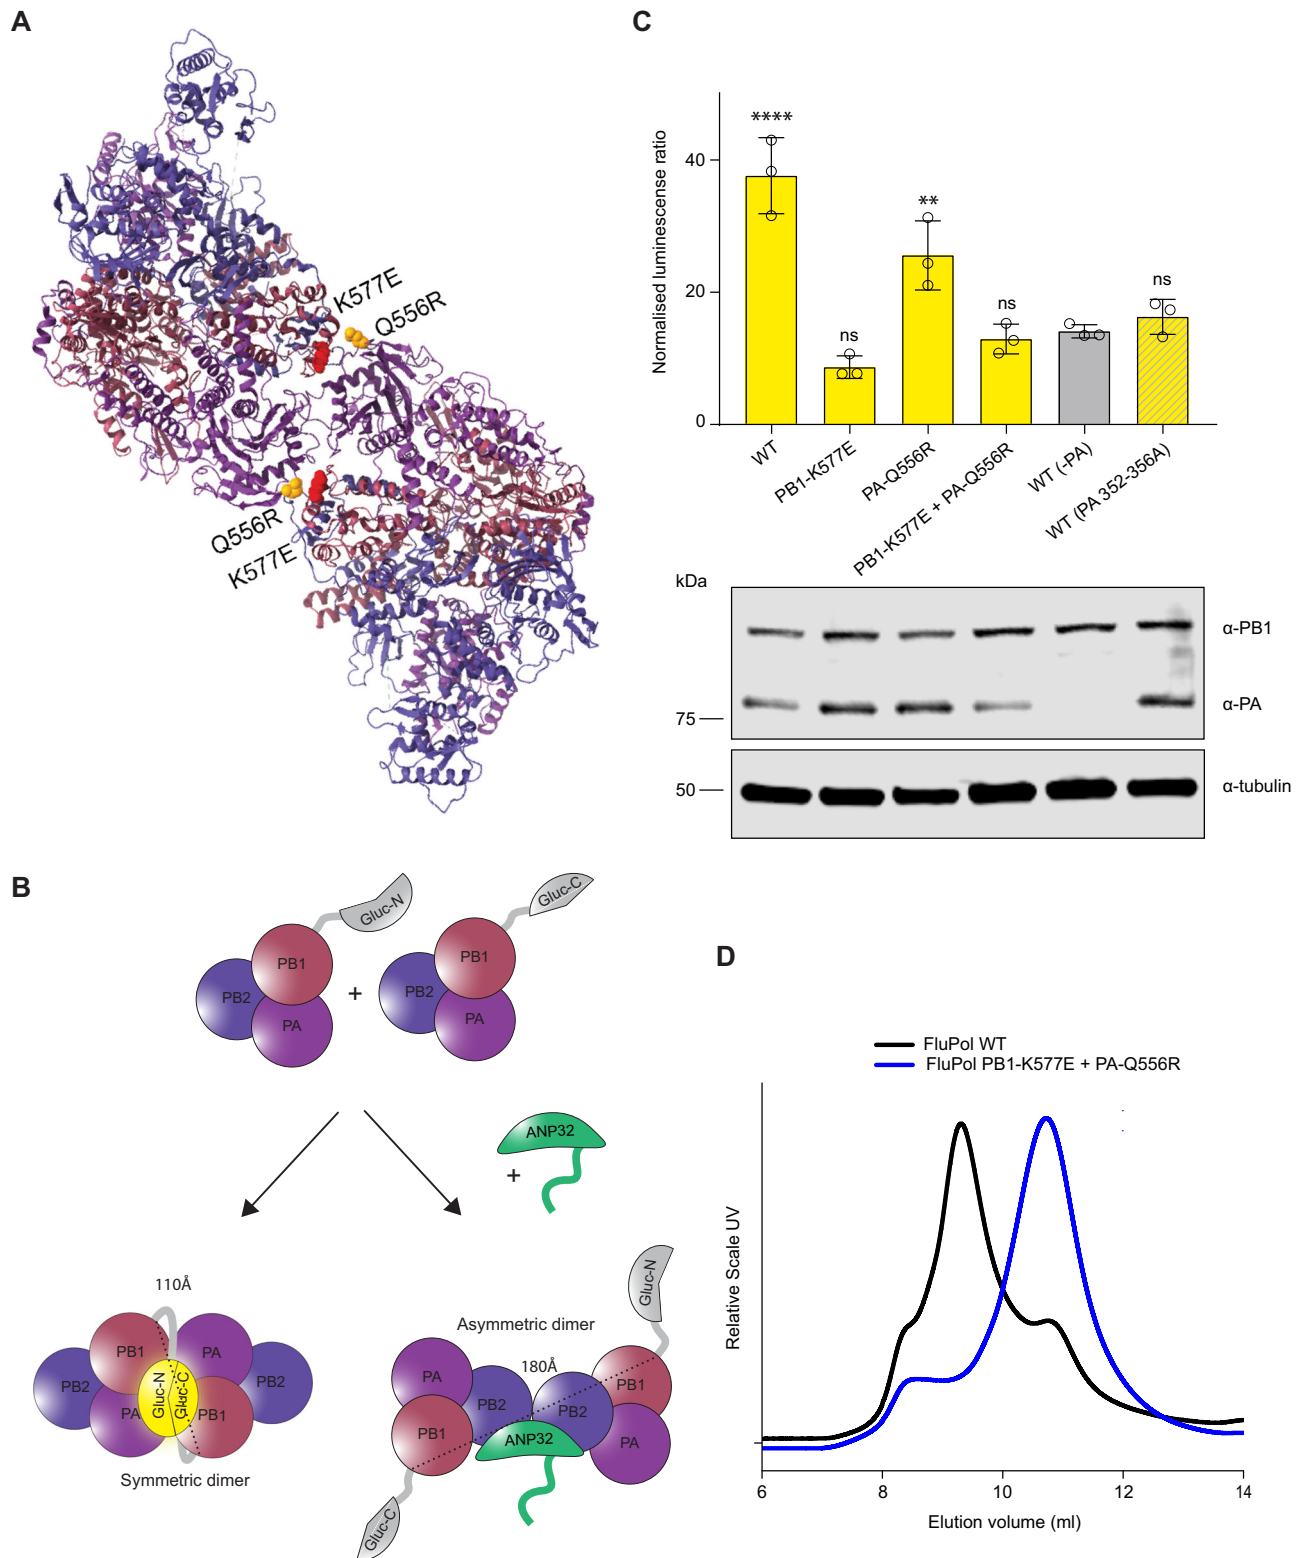 A
K577E
Q556R
Q556R
K577E
C
Normalised luminescense ratio
40
20
0
****
ns
**
ns
ns
WT
PB1-K577E
PA-Q556R
PB1-K577E + PA-Q556R
WT (-PA)
WT (PA 352-356A)
kDa
75
50
α-PB1
α-PA
α-tubulin
B
Gluc-N
PB1
PB2
PA
+
Gluc-C
PB1
PB2
PA
ANP32
+
110Å
PB1
PA
PB2
Gluc-N
Gluc-C
PB2
PA
PB1
Symmetric dimer
Asymmetric dimer
180Å
Gluc-N
PA
PB2
PB1
PB2
PB1
ANP32
PA
Gluc-C
D
FluPol WT
FluPol PB1-K577E + PA-Q556R
Relative Scale UV
6 8 10 12 14
Elution volume (ml)